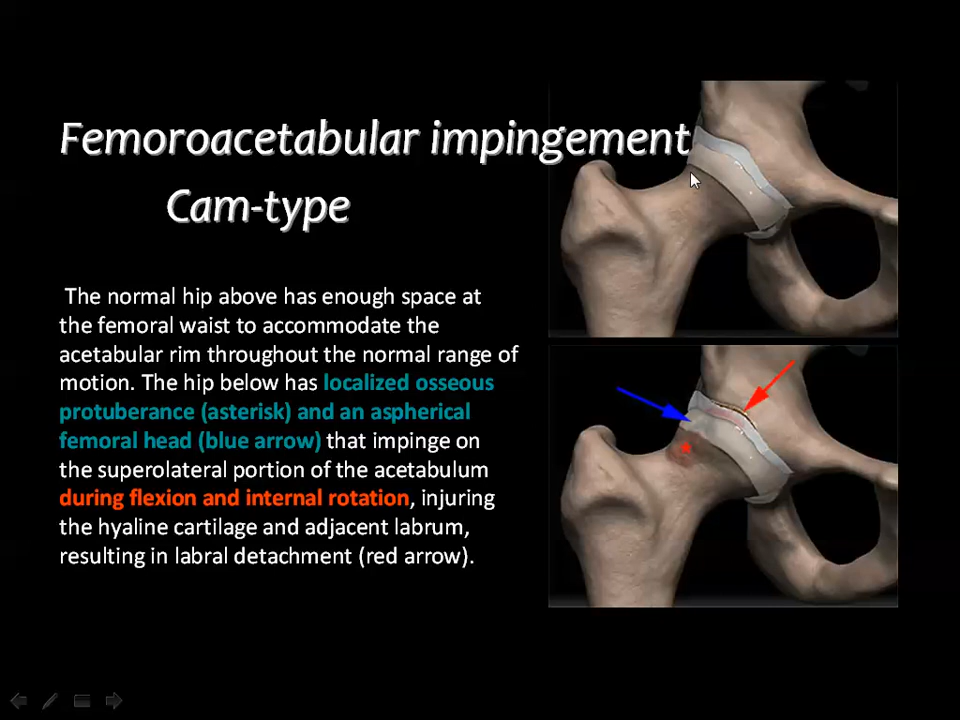 Femoroacetabular impingement
Cam-type
The normal hip above has enough space at
the femoral waist to accommodate the
acetabular rim throughout the normal range of
motion. The hip below has localized osseous
protuberance (asterisk) and an aspherical
femoral head (blue arrow) that impinge on
the superolateral portion of the acetabulum
during flexion and internal rotation, injuring
the hyaline cartilage and adjacent labrum,
resulting in labral detachment (red arrow).